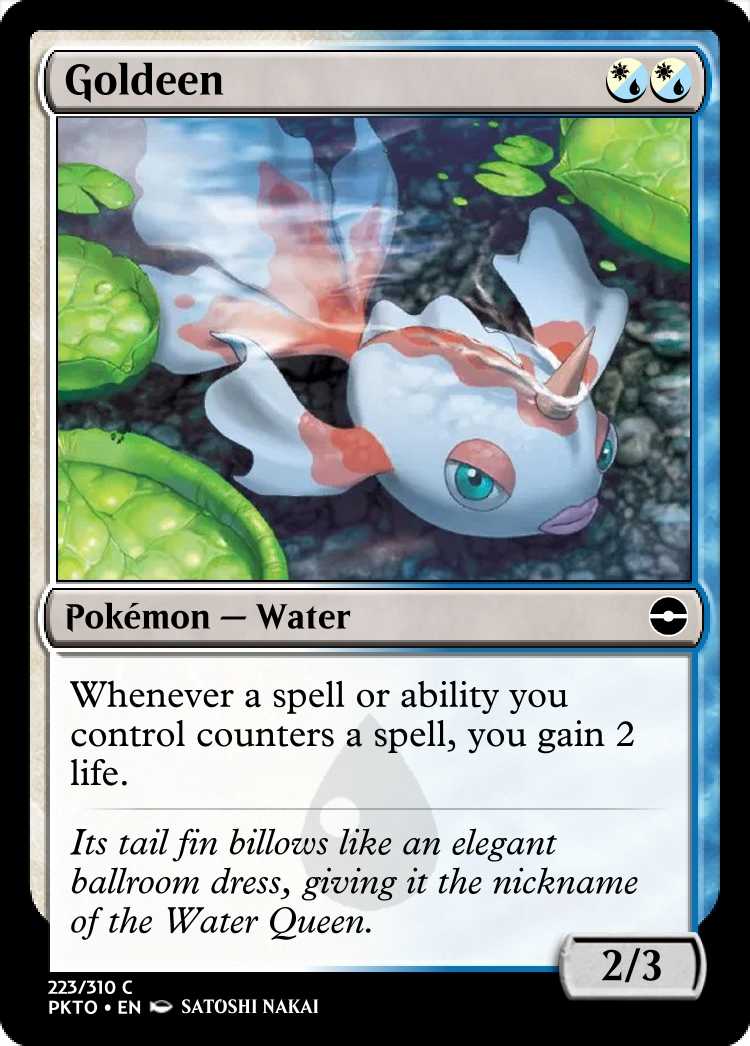 Goldeen
Pokémon — Water
Whenever a spell or ability you
control counters a spell, you gain 2
life.
Its tail fin billows like an elegant
ballroom dress, giving it the nickname
of the Water Queen.
2/3
223/310 C
PKTO • EN SATOSHI NAKAI